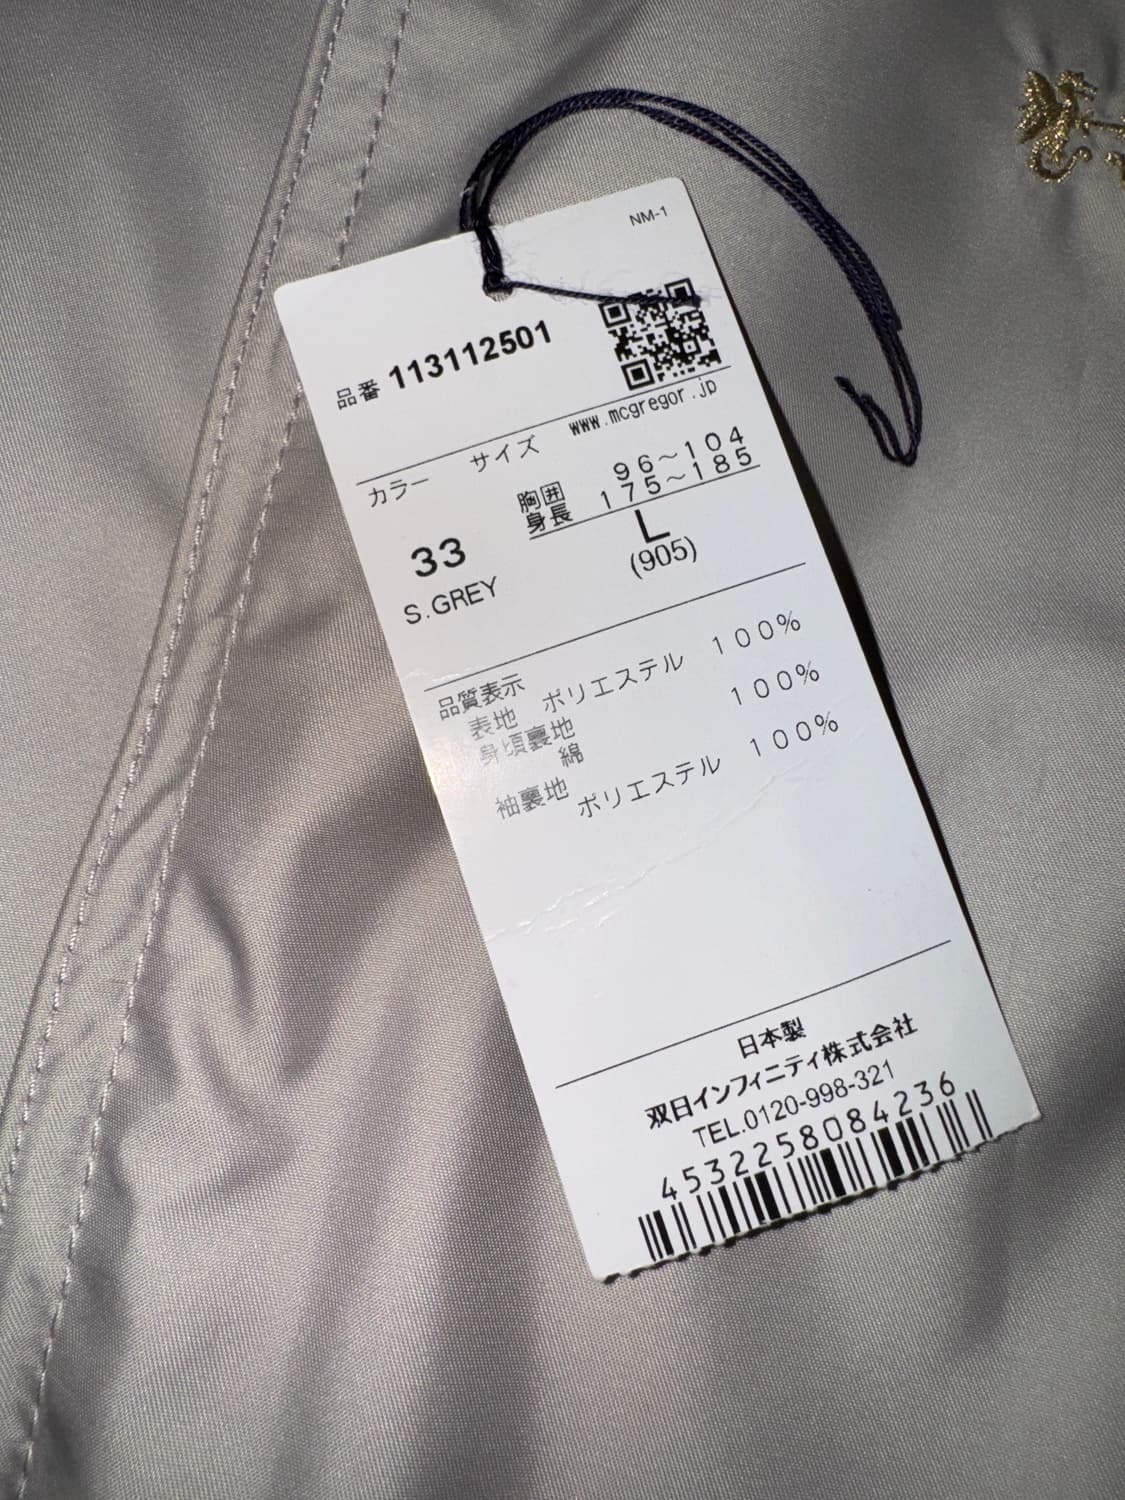 NM-1
品番 113112501
www.mcgregor.jp
カラー サイズ
胸囲 96～104
身長 175～185
33 L
S.GREY (905)
品質表示
表地 ポリエステル 100%
身頃裏地
綿 100%
袖裏地 ポリエステル 100%
日本製
双日インフィニティ株式会社
TEL.0120-998-321
4532258084236